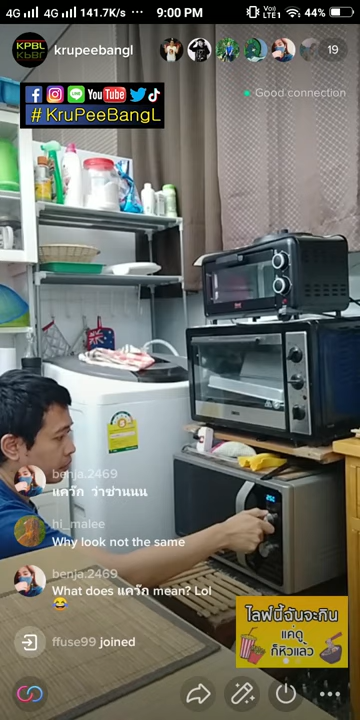 4G 4G 141.7K/s ··· 9:00 PM Vo) LTE1 44%
KPBL krupeebangl 19
Good connection
YouTube
# KruPeeBangL
benja.2469
แคว๊ก ว่าซ่านนน
hi_malee
Why look not the same
benja.2469
What does แคว๊ก mean? Lol
😂
ffuse99 joined
ไลฟ์นี้ฉันจะกิน
แค่ดู
ก็หิวแล้ว